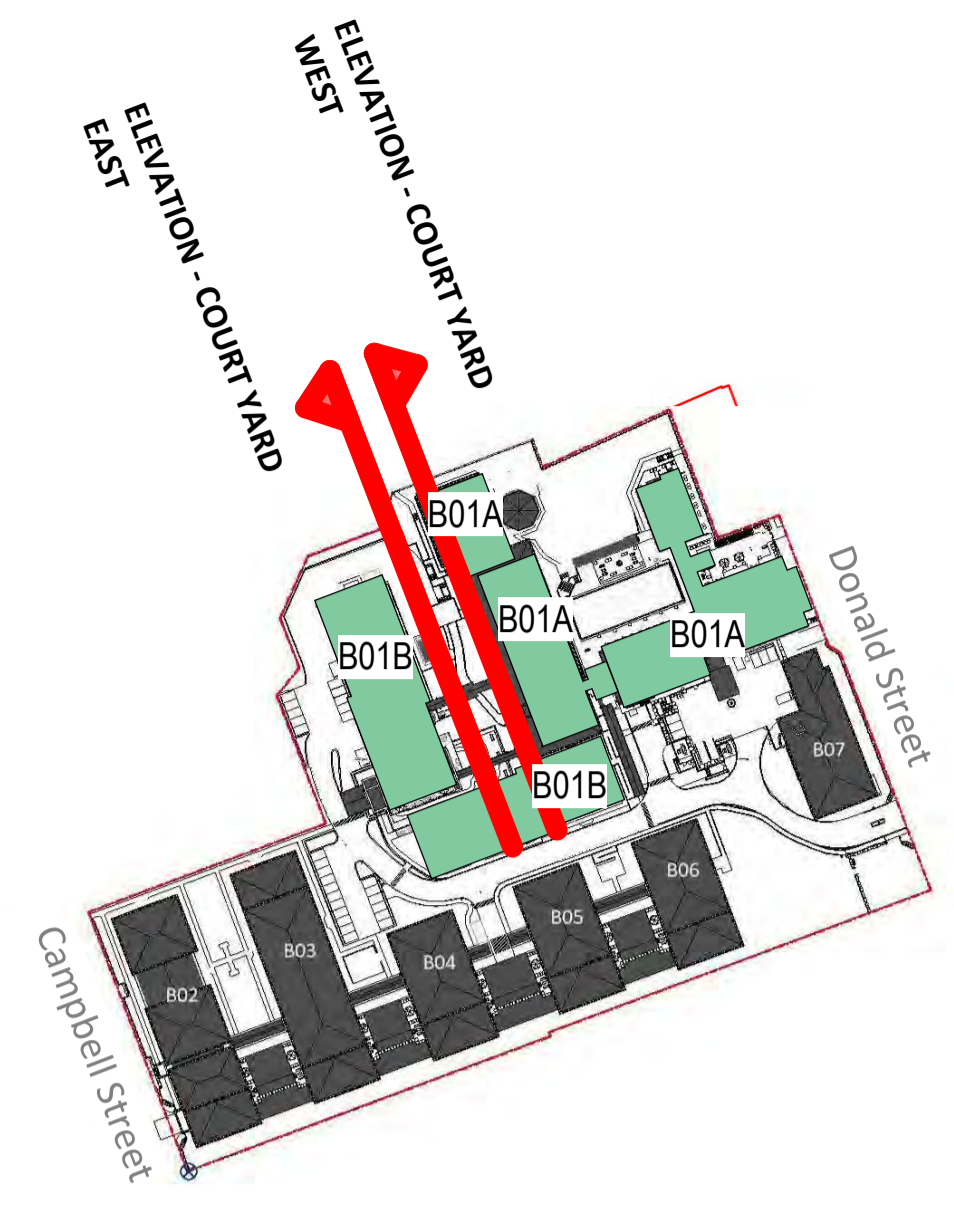 ELEVATION - COURT YARD
WEST
ELEVATION - COURT YARD
EAST
B01A
B01A
B01A
B01B
B01B
Donald Street
B07
B06
B05
B04
B03
B02
Campbell Street